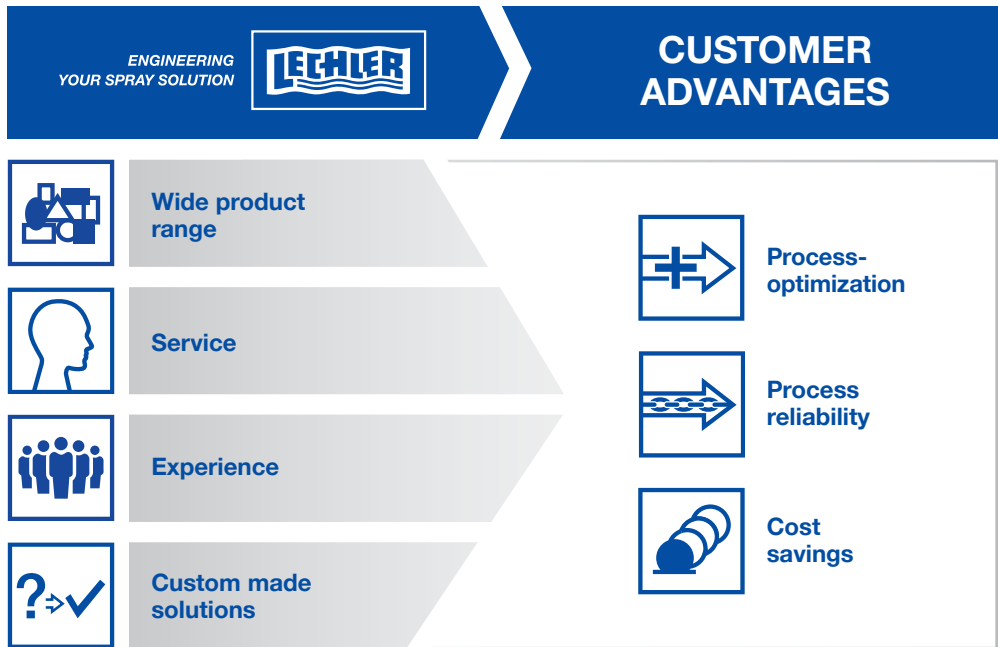 ENGINEERING
YOUR SPRAY SOLUTION
LECHLER
CUSTOMER
ADVANTAGES
Wide product
range
Service
Experience
Custom made
solutions
Process-
optimization
Process
reliability
Cost
savings